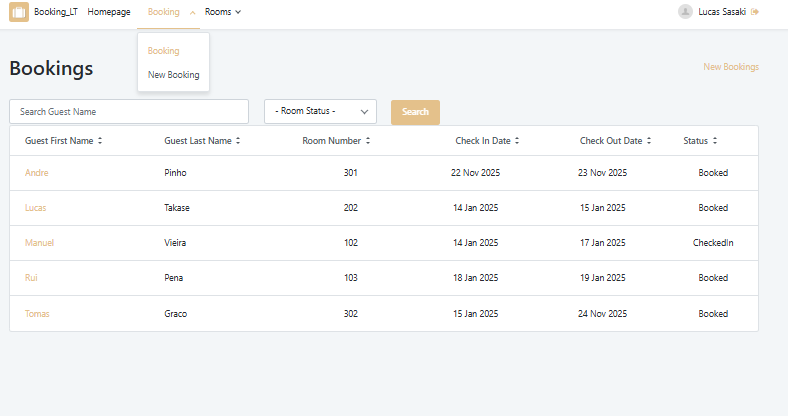 Booking_LT Homepage Booking Rooms Lucas Sasaki
Booking
New Booking
Bookings
New Bookings
Search Guest Name - Room Status - Search
Guest First Name Guest Last Name Room Number Check In Date Check Out Date Status
Andre Pinho 301 22 Nov 2025 23 Nov 2025 Booked
Lucas Takase 202 14 Jan 2025 15 Jan 2025 Booked
Manuel Vieira 102 14 Jan 2025 17 Jan 2025 CheckedIn
Rui Pena 103 18 Jan 2025 19 Jan 2025 Booked
Tomas Graco 302 15 Jan 2025 24 Nov 2025 Booked